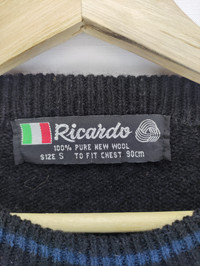 Ricardo
100% PURE NEW WOOL
SIZE S TO FIT CHEST 90cm